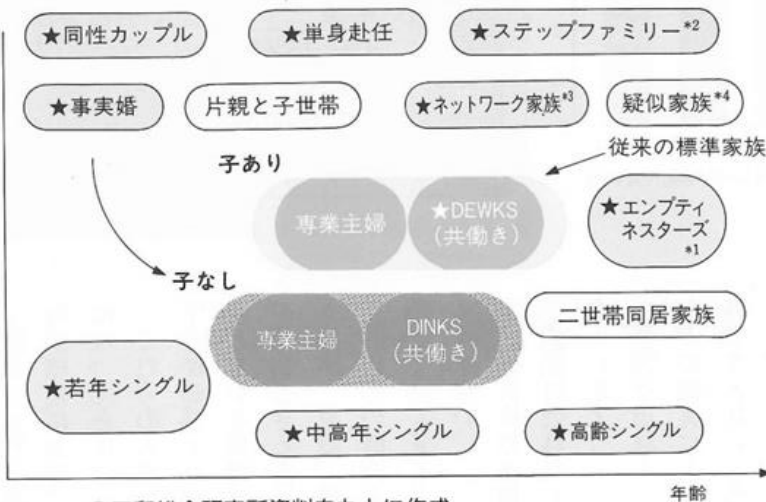 ★同性カップル ★単身赴任 ★ステップファミリー*2
★事実婚 片親と子世帯 ★ネットワーク家族*3 疑似家族*4
従来の標準家族
子あり
専業主婦 ★DEWKS
(共働き)
★エンプティ
ネスターズ
*1
子なし
専業主婦 DINKS
(共働き)
二世帯同居家族
★若年シングル
★中高年シングル ★高齢シングル
年齢